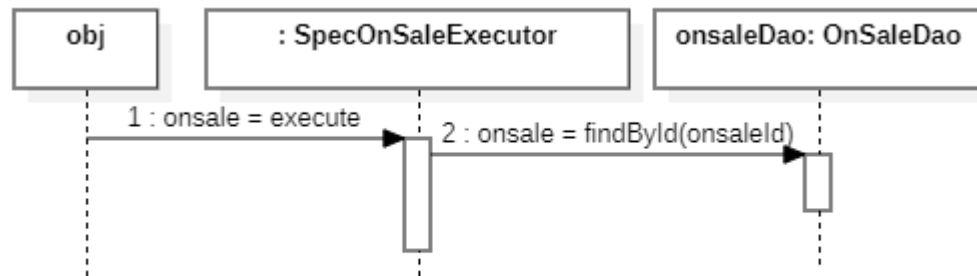 obj
: SpecOnSaleExecutor
onsaleDao: OnSaleDao
1 : onsale = execute
2 : onsale = findById(onsaleId)